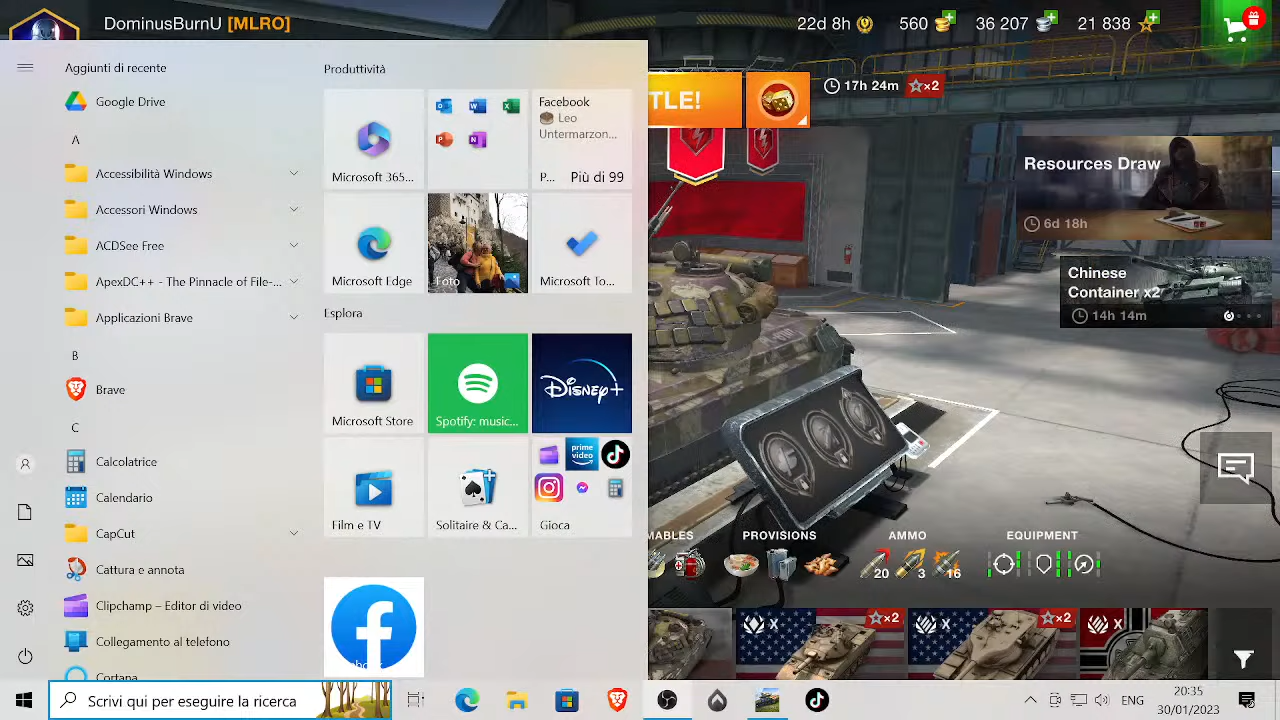 DominusBurnU [MLRO]
22d 8h
560
36 207
21 838
Aggiunti di recente
Google Drive
A
Accessibilità Windows
Accessori Windows
ACDSee Free
ApexDC++ - The Pinnacle of File-...
Applicazioni Brave
B
Brave
C
Calcolatrice
Calendario
CapCut
Cattura e annota
Clipchamp – Editor di video
Collegamento al telefono
Cortana
Produttività
Microsoft 365...
Facebook
Leo
Untermarzon...
P... Più di 99
Microsoft Edge
Foto
Microsoft To...
Esplora
Microsoft Store
Spotify: music...
Disney+
Film e TV
Solitaire & Ca...
prime
video
Gioca
TLE!
17h 24m
x2
Resources Draw
6d 18h
Chinese
Container x2
14h 14m
MABLES
PROVISIONS
AMMO
EQUIPMENT
20
3
16
X
x2
X
x2
X
Scrivi qui per eseguire la ricerca
ENG
20:35
30/01/2023